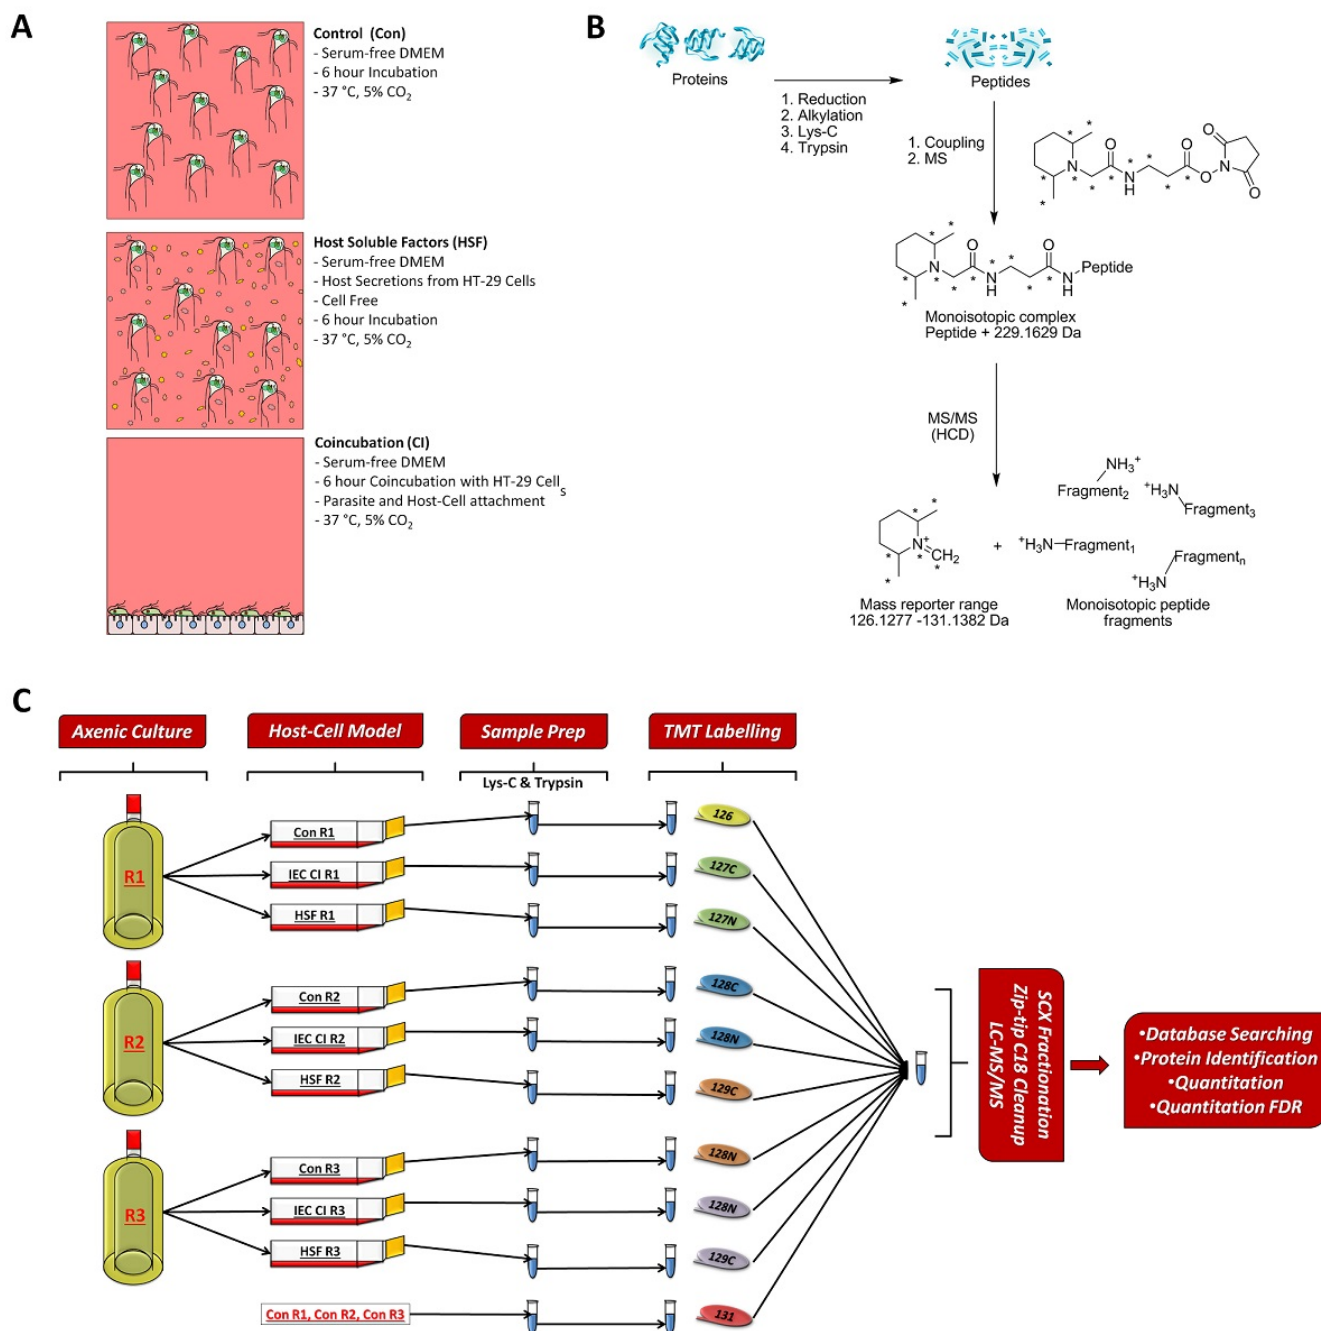 A
Control (Con)
- Serum-free DMEM
- 6 hour Incubation
- 37 °C, 5% CO2
Host Soluble Factors (HSF)
- Serum-free DMEM
- Host Secretions from HT-29 Cells
- Cell Free
- 6 hour Incubation
- 37 °C, 5% CO2
Coincubation (CI)
- Serum-free DMEM
- 6 hour Coincubation with HT-29 Cells
- Parasite and Host-Cell attachment
- 37 °C, 5% CO2
B
Proteins
1. Reduction
2. Alkylation
3. Lys-C
4. Trypsin
Peptides
1. Coupling
2. MS
* * N * * O * N H * * * O * O N O O *
* * N * * O * N H * * * O * N H Peptide *
Monoisotopic complex
Peptide + 229.1629 Da
MS/MS
(HCD)
* * N + * CH2 * * *
+
+H3N–Fragment1
NH3+
Fragment2
+H3N
Fragment3
Fragmentn
+H3N
Mass reporter range
126.1277 -131.1382 Da
Monoisotopic peptide
fragments
C
Axenic Culture
Host-Cell Model
Sample Prep
TMT Labelling
Lys-C & Trypsin
R1
Con R1
126
IEC CI R1
127C
HSF R1
127N
R2
Con R2
128C
IEC CI R2
128N
HSF R2
129C
R3
Con R3
128N
IEC CI R3
128N
HSF R3
129C
Con R1, Con R2, Con R3
131
SCX Fractionation
Zip-tip C18 Cleanup
LC-MS/MS
•Database Searching
•Protein Identification
•Quantitation
•Quantitation FDR